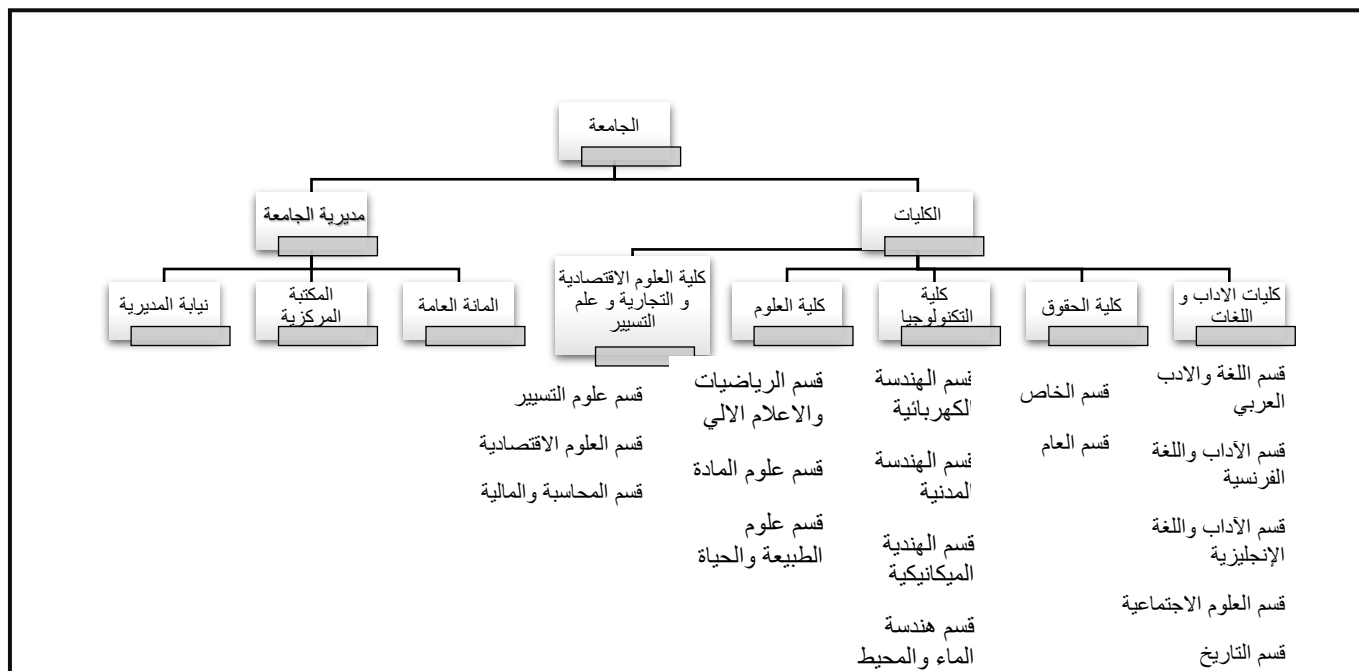 الجامعة
الكليات
مديرية الجامعة
كليات الاداب و
اللغات
كلية الحقوق
كلية
التكنولوجيا
كلية العلوم
كلية العلوم الاقتصادية
و التجارية و علم
التسيير
المانة العامة
المكتبة
المركزية
نيابة المديرية
قسم اللغة والادب
العربي
قسم الآداب واللغة
الفرنسية
قسم الآداب واللغة
الإنجليزية
قسم العلوم الاجتماعية
قسم التاريخ
قسم الخاص
قسم العام
قسم الهندسة
الكهربائية
قسم الهندسة
المدنية
قسم الهندية
الميكانيكية
قسم هندسة
الماء والمحيط
قسم الرياضيات
والاعلام الالي
قسم علوم المادة
قسم علوم
الطبيعة والحياة
قسم علوم التسيير
قسم العلوم الاقتصادية
قسم المحاسبة والمالية